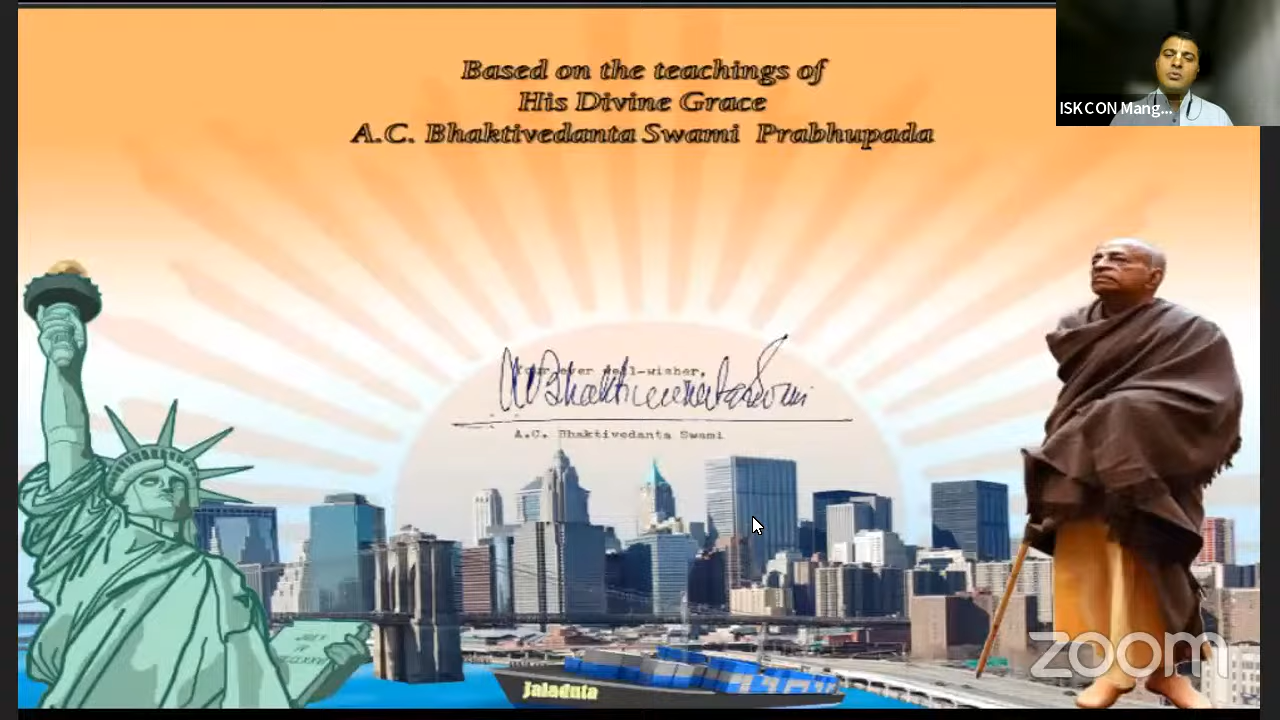 Based on the teachings of
His Divine Grace
A.C. Bhaktivedanta Swami Prabhupada
ISKCON Mang...
Your ever well-wisher,
A.C. Bhaktivedanta Swami
Jaladuta
zoom